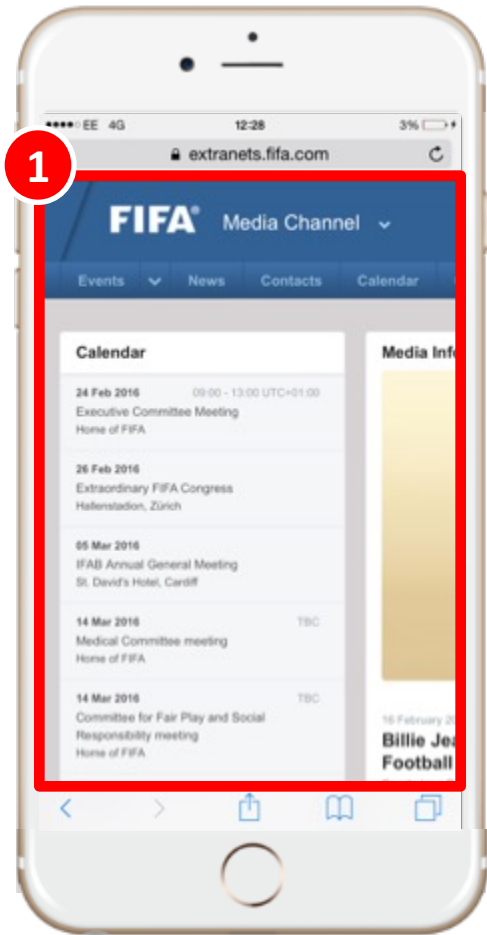 EE 4G 12:28 3%
1
extranets.fifa.com
FIFA® Media Channel
Events News Contacts Calendar
Calendar
24 Feb 2016 09:00 - 13:00 UTC+01:00
Executive Committee Meeting
Home of FIFA
26 Feb 2016
Extraordinary FIFA Congress
Hallenstadion, Zürich
05 Mar 2016
IFAB Annual General Meeting
St. David's Hotel, Cardiff
14 Mar 2016 TBC
Medical Committee meeting
Home of FIFA
14 Mar 2016 TBC
Committee for Fair Play and Social
Responsibility meeting
Home of FIFA
Media Inf
16 February 20
Billie Jea
Football